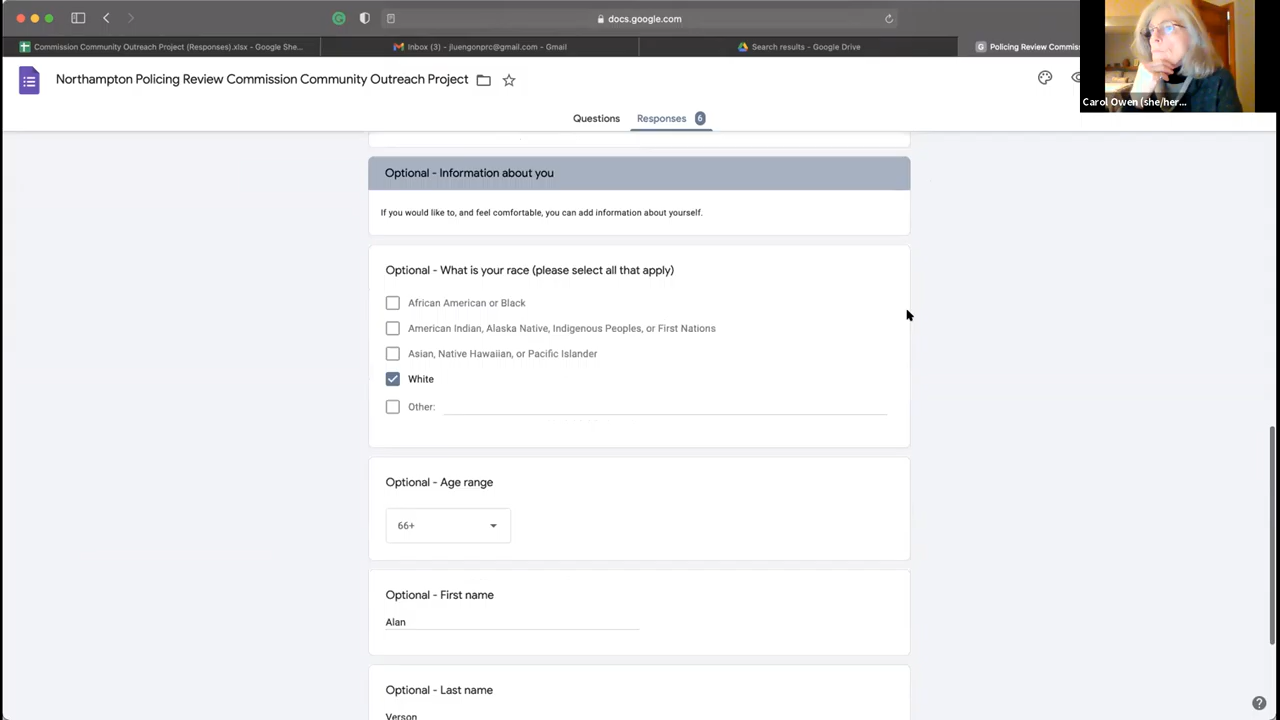 docs.google.com
Commission Community Outreach Project (Responses).xlsx - Google She...
Inbox (3) - jluengonprc@gmail.com - Gmail
Search results - Google Drive
Policing Review Commiss
Northampton Policing Review Commission Community Outreach Project
Carol Owen (she/her...
Questions
Responses 6
Optional - Information about you
If you would like to, and feel comfortable, you can add information about yourself.
Optional - What is your race (please select all that apply)
African American or Black
American Indian, Alaska Native, Indigenous Peoples, or First Nations
Asian, Native Hawaiian, or Pacific Islander
White
Other:
Optional - Age range
66+
Optional - First name
Alan
Optional - Last name
Verson